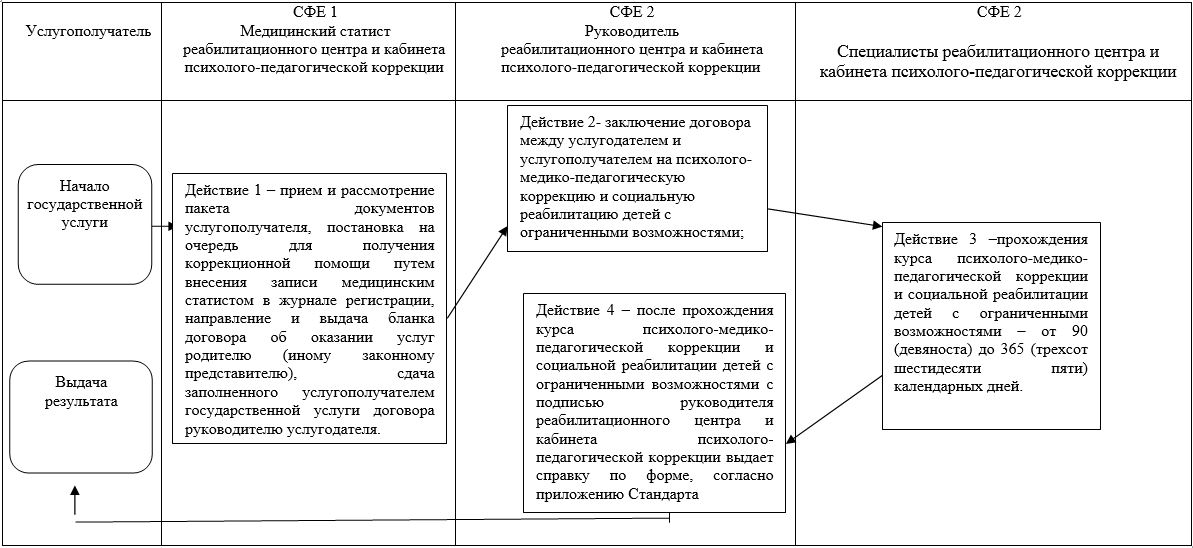 Услугополучатель
СФЕ 1
Медицинский статист
реабилитационного центра и кабинета
психолого-педагогической коррекции
СФЕ 2
Руководитель
реабилитационного центра и кабинета
психолого-педагогической коррекции
СФЕ 2
Специалисты реабилитационного центра и
кабинета психолого-педагогической коррекции
Начало
государственной
услуги
Действие 1 – прием и рассмотрение
пакета документов
услугополучателя, постановка на
очередь для получения
коррекционной помощи путем
внесения записи медицинским
статистом в журнале регистрации,
направление и выдача бланка
договора об оказании услуг
родителю (иному законному
представителю), сдача
заполненного услугополучателем
государственной услуги договора
руководителю услугодателя.
Действие 2- заключение договора
между услугодателем и
услугополучателем на психолого-
медико-педагогическую
коррекцию и социальную
реабилитацию детей с
ограниченными возможностями;
Действие 3 –прохождения
курса психолого-медико-
педагогической коррекции
и социальной реабилитации
детей с ограниченными
возможностями – от 90
(девяноста) до 365 (трехсот
шестидесяти пяти)
календарных дней.
Действие 4 – после прохождения
курса психолого-медико-
педагогической коррекции и
социальной реабилитации детей с
ограниченными возможностями с
подписью руководителя
реабилитационного центра и
кабинета психолого-
педагогической коррекции выдает
справку по форме, согласно
приложению Стандарта
Выдача
результата